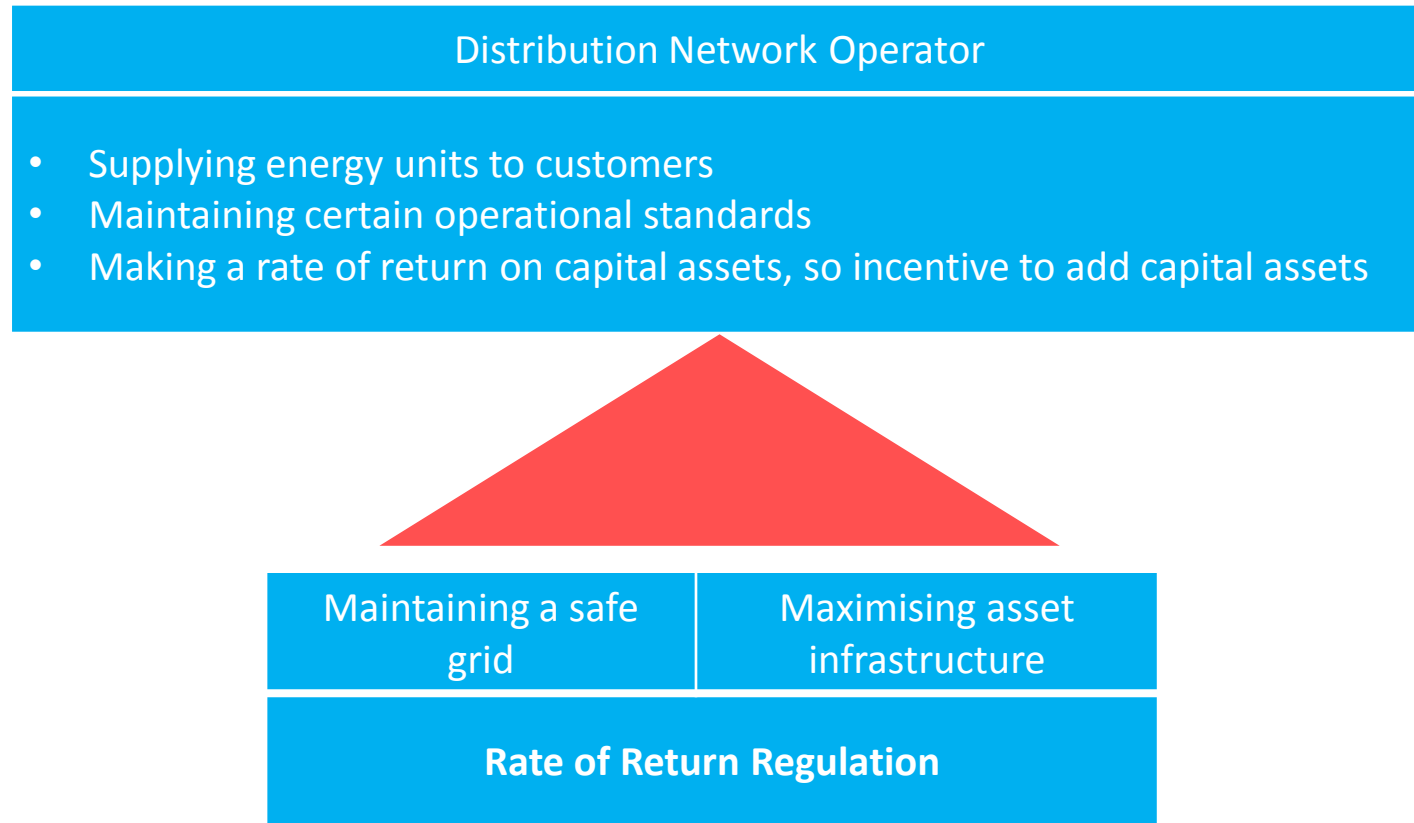 Distribution Network Operator
• Supplying energy units to customers
• Maintaining certain operational standards
• Making a rate of return on capital assets, so incentive to add capital assets
Maintaining a safe
grid
Maximising asset
infrastructure
Rate of Return Regulation